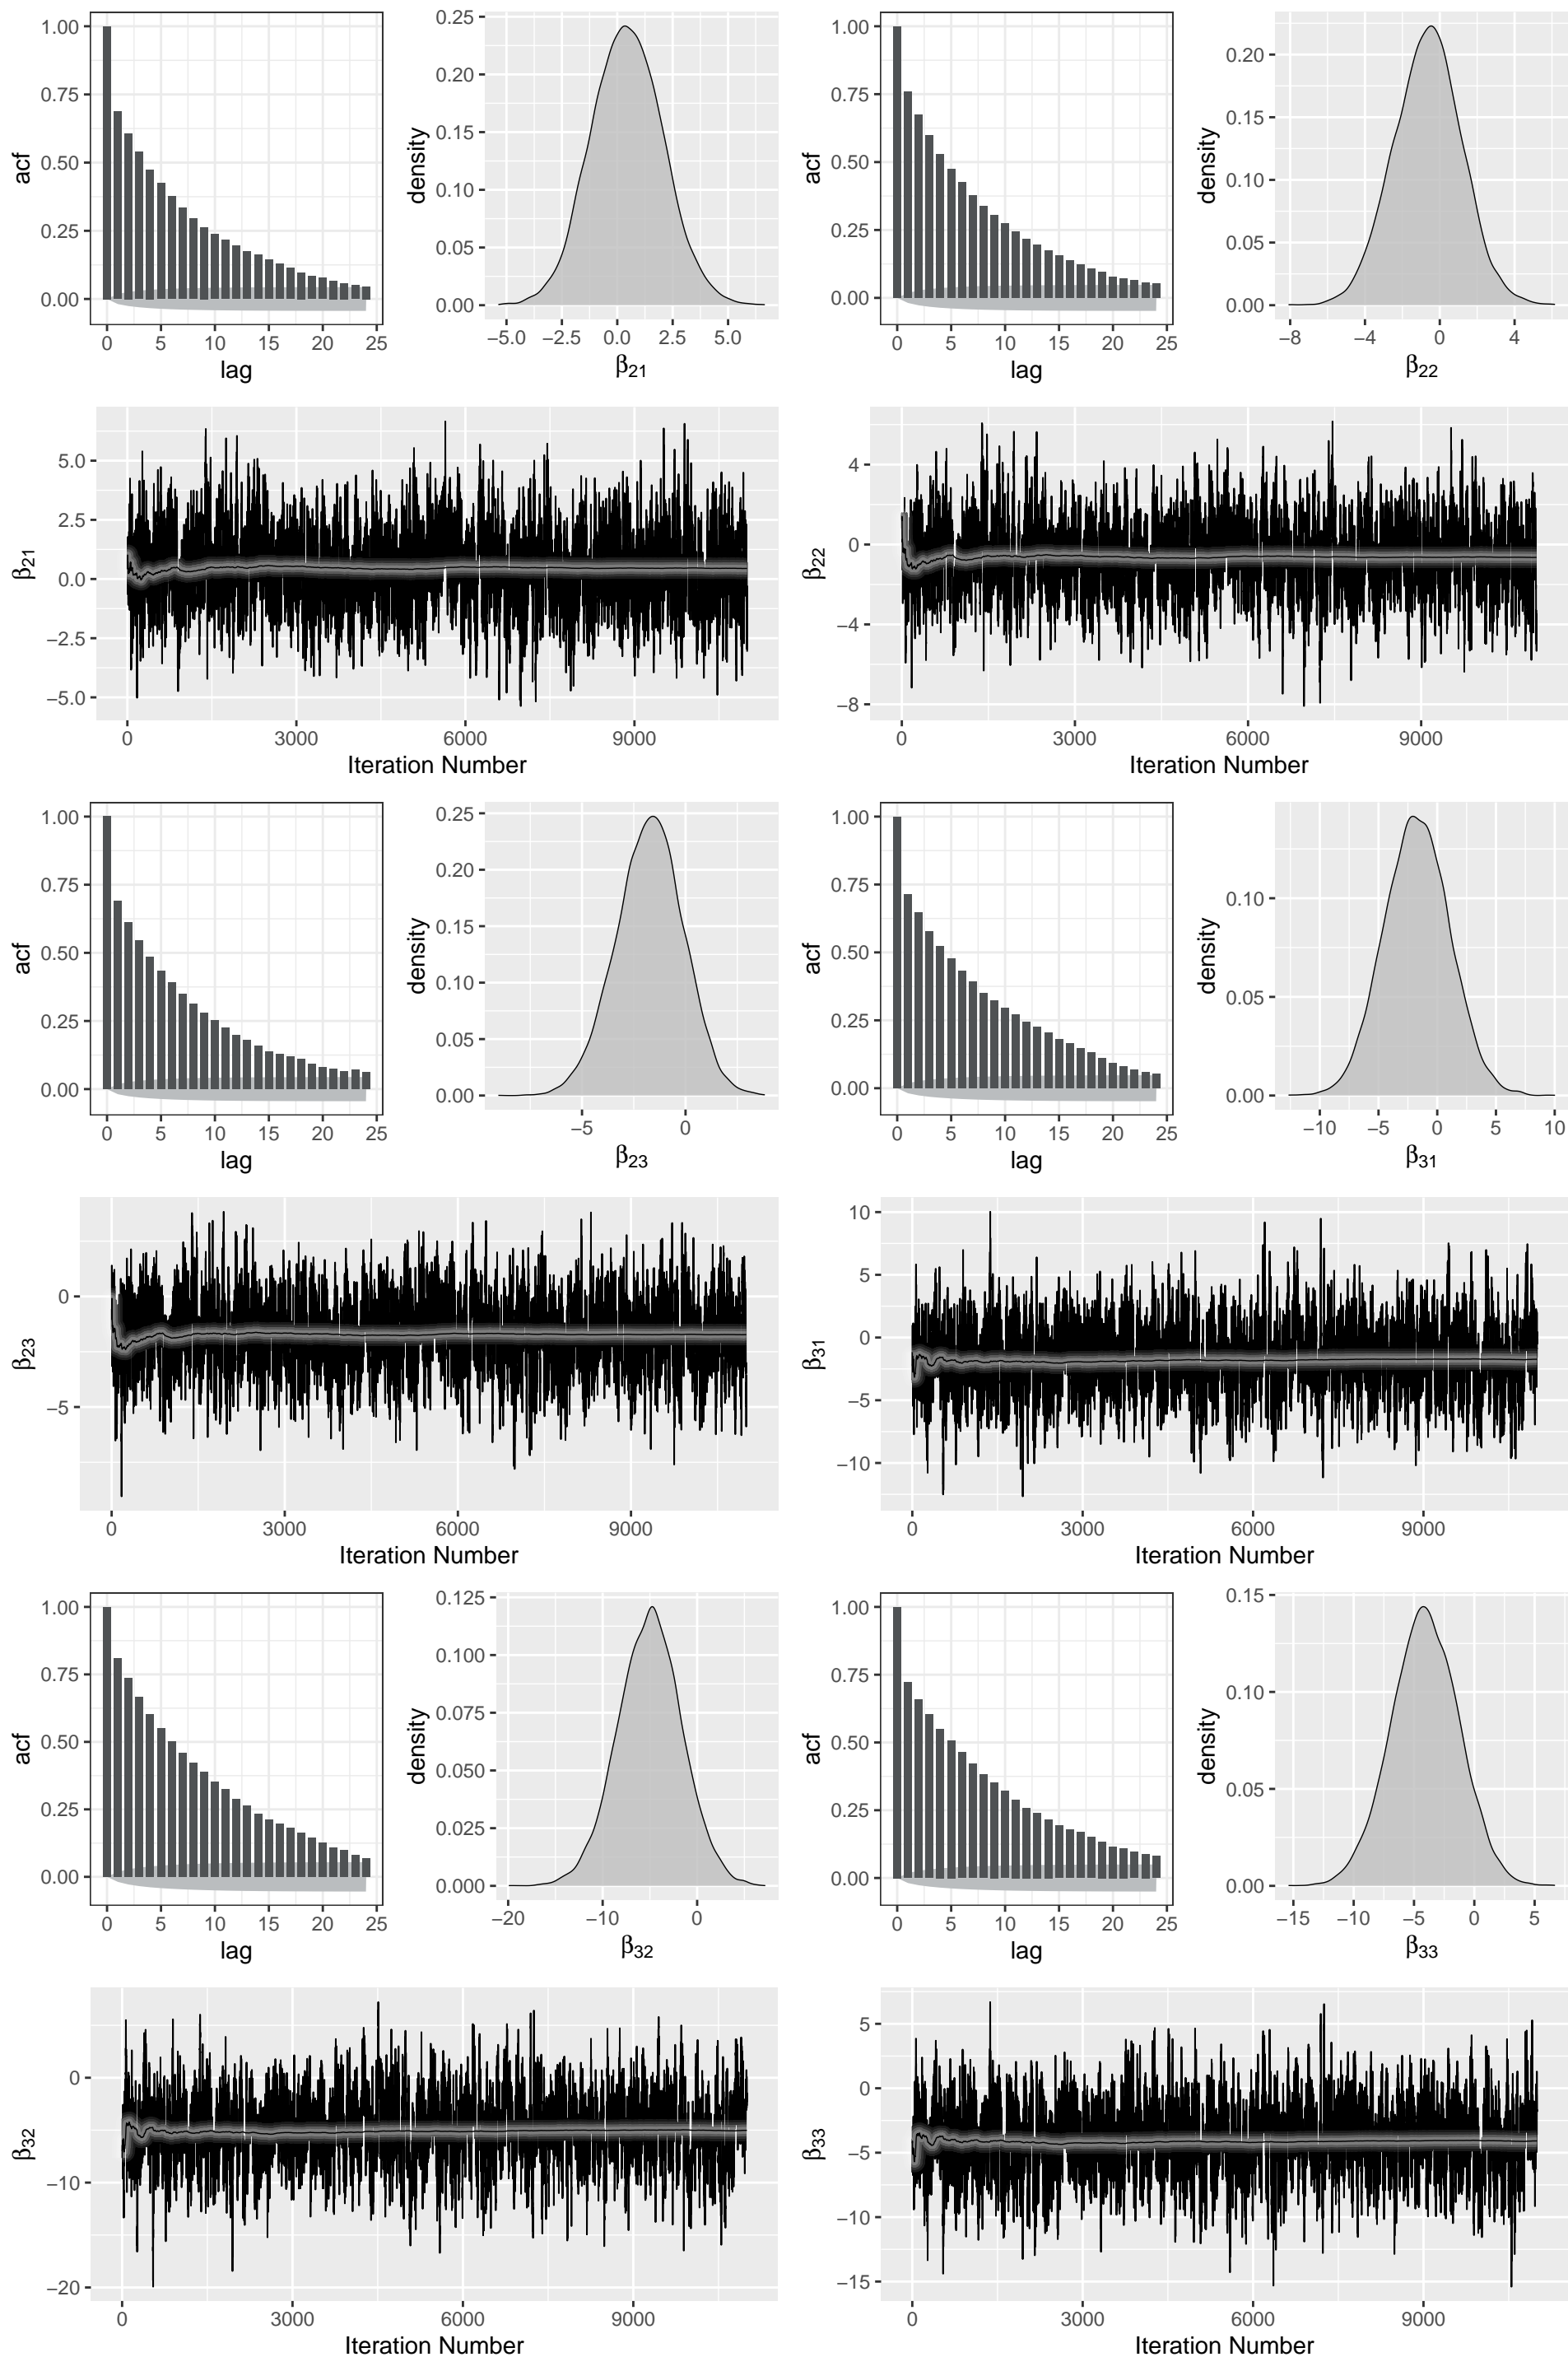 acf
1.00
0.75
0.50
0.25
0.00
0 5 10 15 20 25
lag
density
0.25
0.20
0.15
0.10
0.05
0.00
−5.0 −2.5 0.0 2.5 5.0
β21
acf
1.00
0.75
0.50
0.25
0.00
0 5 10 15 20 25
lag
density
0.20
0.15
0.10
0.05
0.00
−8 −4 0 4
β22
β21
5.0
2.5
0.0
−2.5
−5.0
0 3000 6000 9000
Iteration Number
β22
4
0
−4
−8
0 3000 6000 9000
Iteration Number
acf
1.00
0.75
0.50
0.25
0.00
0 5 10 15 20 25
lag
density
0.25
0.20
0.15
0.10
0.05
0.00
−5 0
β23
acf
1.00
0.75
0.50
0.25
0.00
0 5 10 15 20 25
lag
density
0.10
0.05
0.00
−10 −5 0 5 10
β31
β23
0
−5
0 3000 6000 9000
Iteration Number
β31
10
5
0
−5
−10
0 3000 6000 9000
Iteration Number
acf
1.00
0.75
0.50
0.25
0.00
0 5 10 15 20 25
lag
density
0.125
0.100
0.075
0.050
0.025
0.000
−20 −10 0
β32
acf
1.00
0.75
0.50
0.25
0.00
0 5 10 15 20 25
lag
density
0.15
0.10
0.05
0.00
−15 −10 −5 0 5
β33
β32
0
−10
−20
0 3000 6000 9000
Iteration Number
β33
5
0
−5
−10
−15
0 3000 6000 9000
Iteration Number